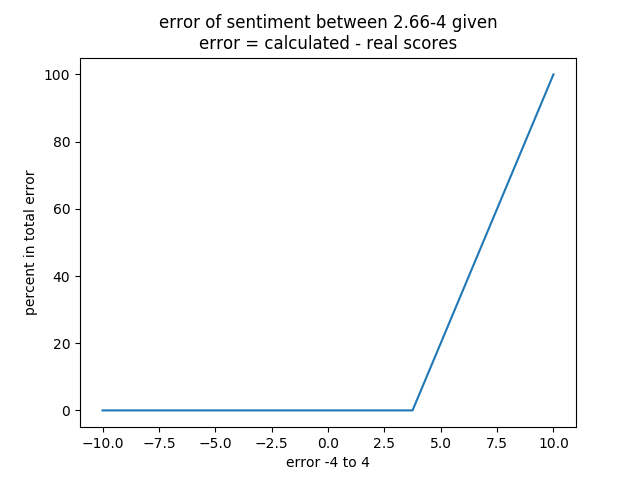 error of sentiment between 2.66-4 given
error = calculated - real scores
percent in total error
100
80
60
40
20
0
−10.0 −7.5 −5.0 −2.5 0.0 2.5 5.0 7.5 10.0
error -4 to 4